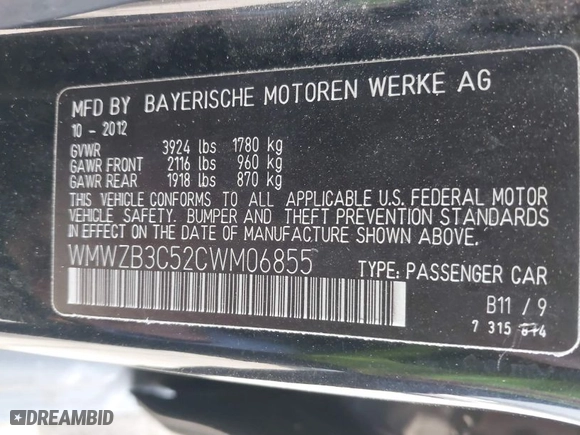 MFD BY BAYERISCHE MOTOREN WERKE AG
10 - 2012
GVWR 3924 lbs 1780 kg
GAWR FRONT 2116 lbs 960 kg
GAWR REAR 1918 lbs 870 kg
THIS VEHICLE CONFORMS TO ALL APPLICABLE U.S. FEDERAL MOTOR
VEHICLE SAFETY, BUMPER AND THEFT PREVENTION STANDARDS
IN EFFECT ON THE DATE OF MANUFACTURE SHOWN ABOVE.
WMWZB3C52CWM06855 TYPE: PASSENGER CAR
B11 / 9
7 315 614
DREAMBID